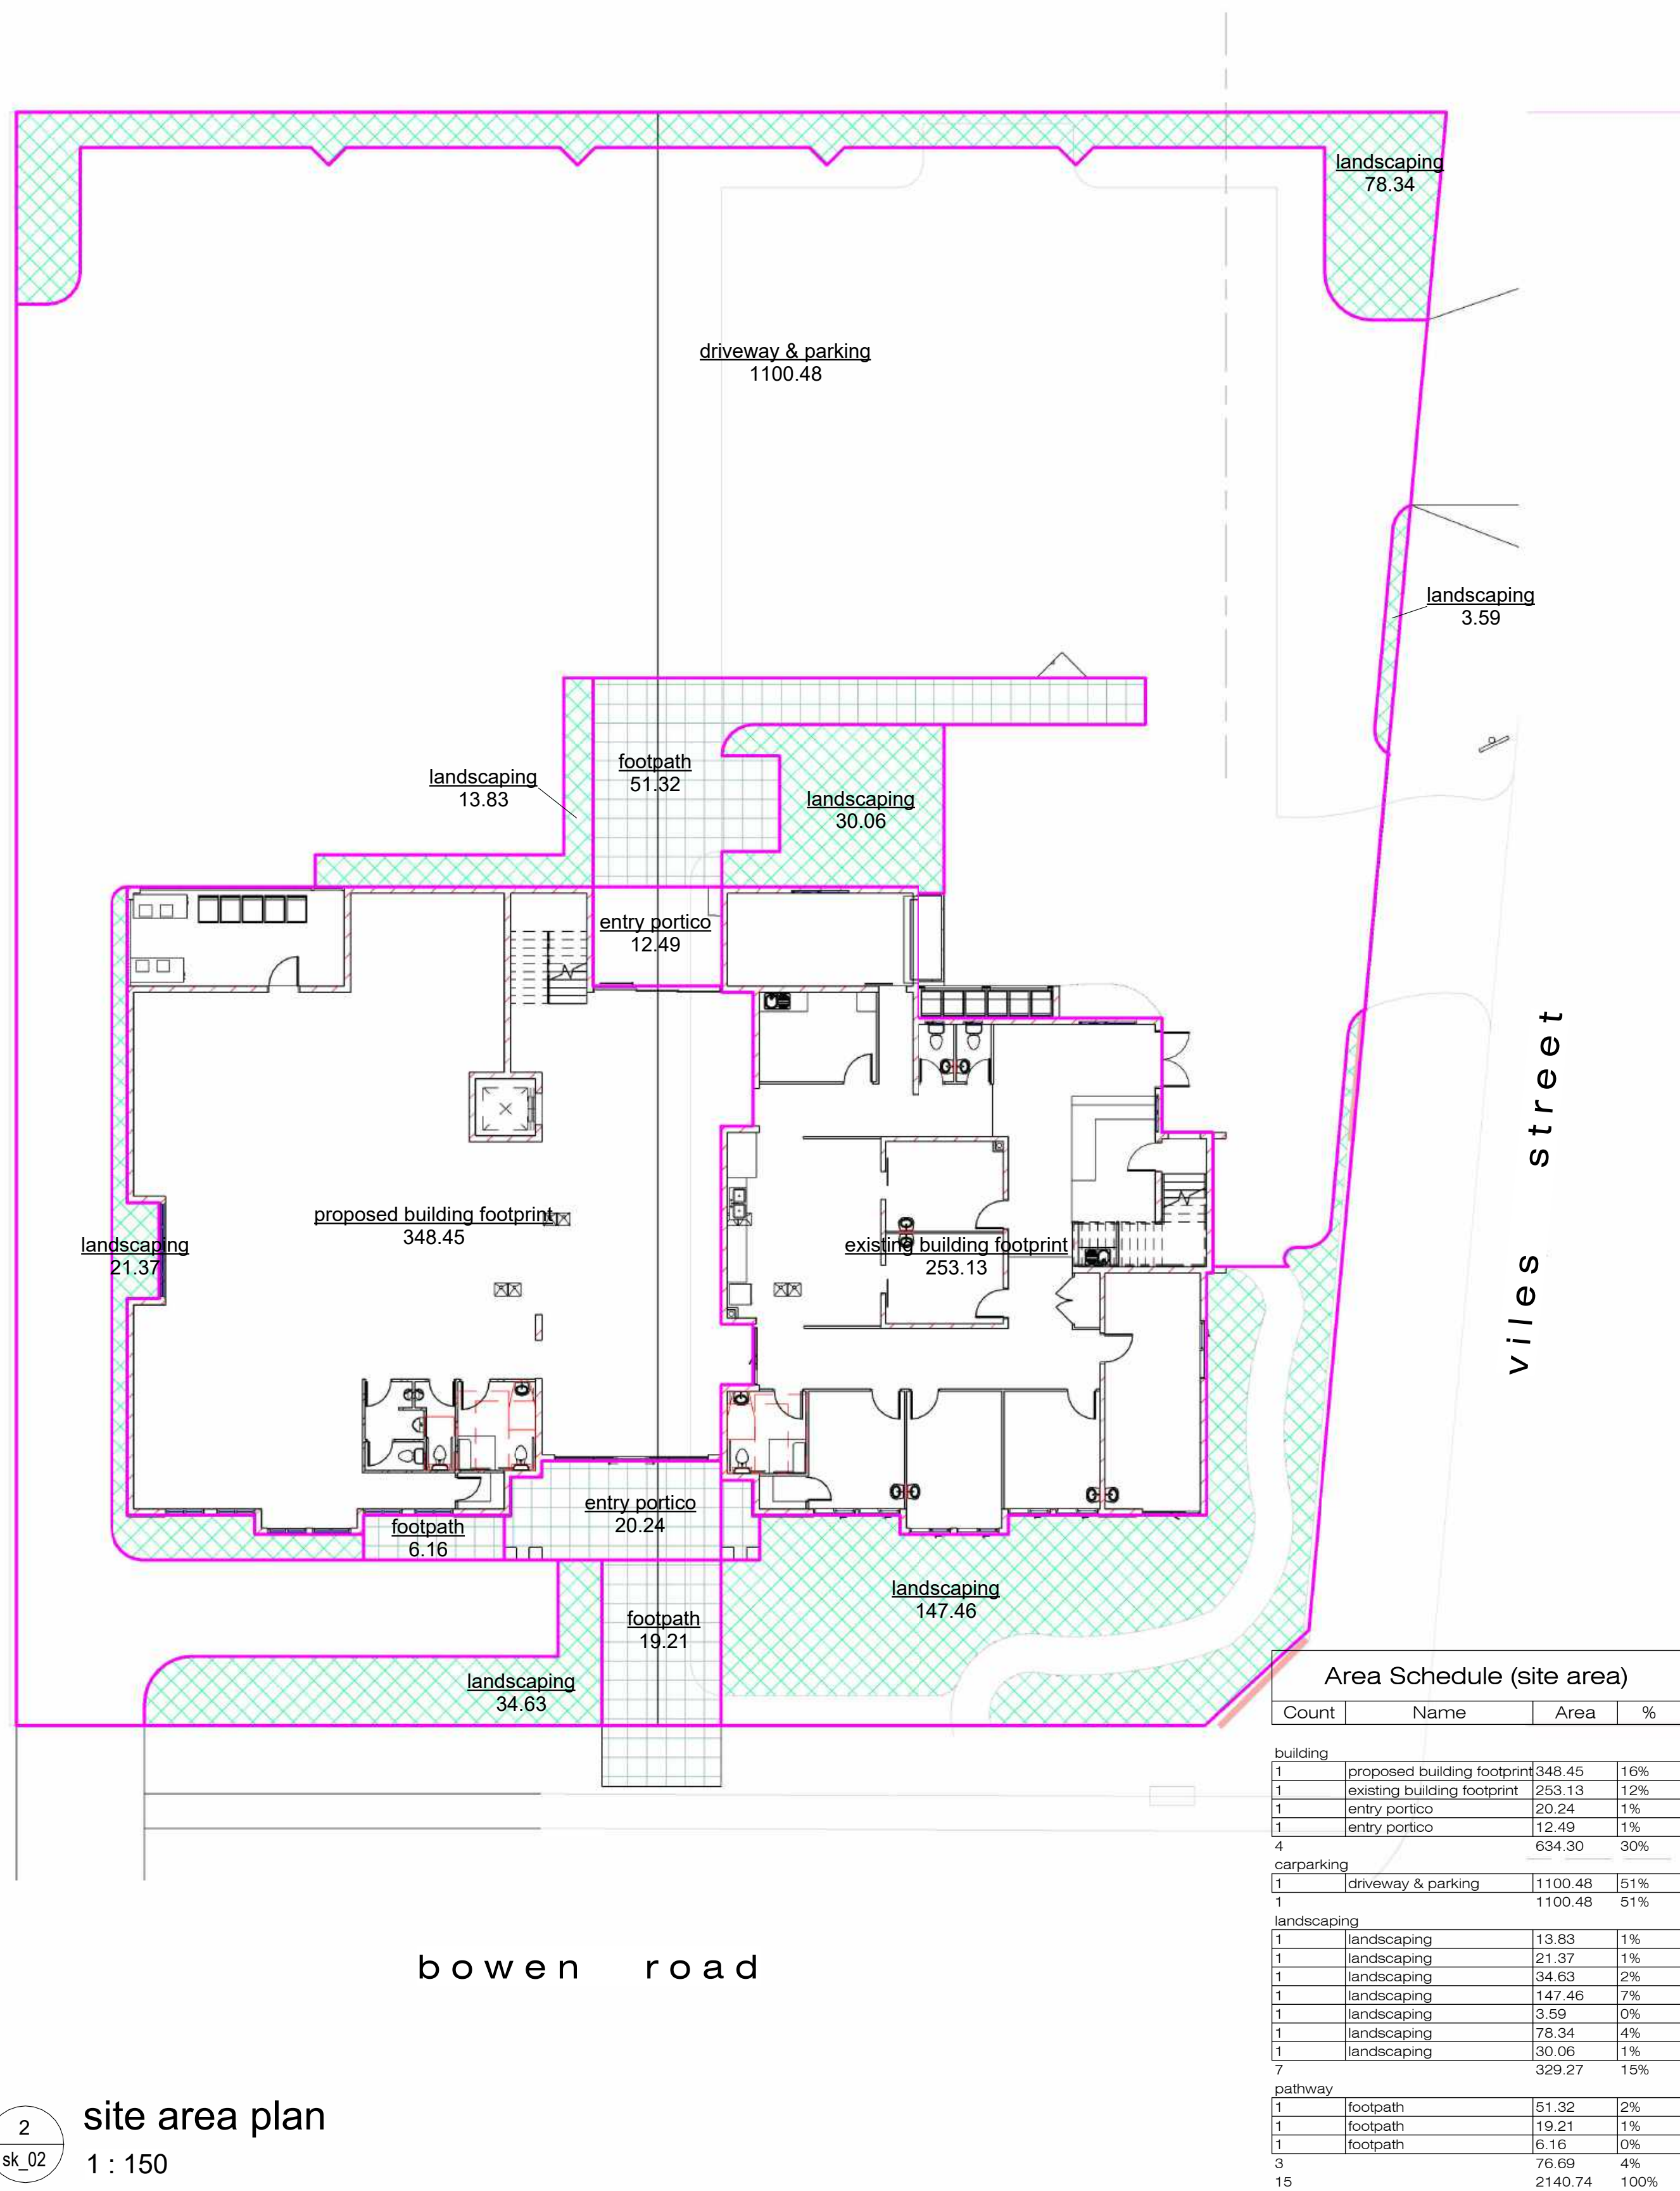 landscaping
78.34
driveway & parking
1100.48
landscaping
3.59
footpath
51.32
landscaping
13.83
landscaping
30.06
entry portico
12.49
viles street
proposed building footprint
348.45
landscaping
21.37
existing building footprint
253.13
entry portico
20.24
footpath
6.16
landscaping
147.46
footpath
19.21
landscaping
34.63
Area Schedule (site area)
Count Name Area %
building
1 proposed building footprint 348.45 16%
1 existing building footprint 253.13 12%
1 entry portico 20.24 1%
1 entry portico 12.49 1%
4 634.30 30%
carparking
1 driveway & parking 1100.48 51%
1 1100.48 51%
landscaping
1 landscaping 13.83 1%
1 landscaping 21.37 1%
1 landscaping 34.63 2%
1 landscaping 147.46 7%
1 landscaping 3.59 0%
1 landscaping 78.34 4%
1 landscaping 30.06 1%
7 329.27 15%
pathway
1 footpath 51.32 2%
1 footpath 19.21 1%
1 footpath 6.16 0%
3 76.69 4%
15 2140.74 100%
bowen road
2
sk_02
site area plan
1 : 150